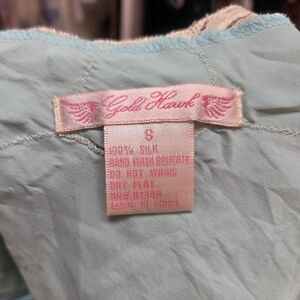 Gold Hawk
S
100% SILK
HAND WASH DELICATE
DO NOT WRING
DRY FLAT
MADE IN CHINA